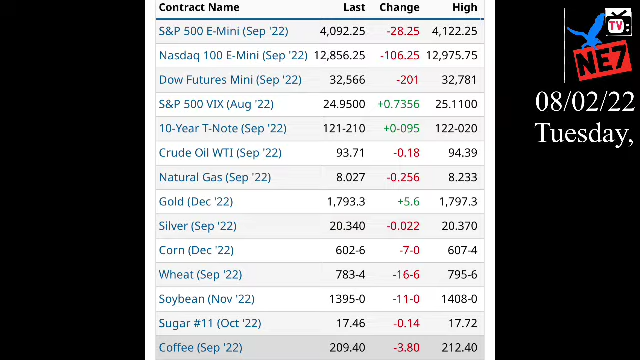 Contract Name Last Change High
S&P 500 E-Mini (Sep '22) 4,092.25 -28.25 4,122.25
Nasdaq 100 E-Mini (Sep '22) 12,856.25 -106.25 12,975.75
Dow Futures Mini (Sep '22) 32,566 -201 32,781
S&P 500 VIX (Aug '22) 24.9500 +0.7356 25.1100
10-Year T-Note (Sep '22) 121-210 +0-095 122-020
Crude Oil WTI (Sep '22) 93.71 -0.18 94.39
Natural Gas (Sep '22) 8.027 -0.256 8.233
Gold (Dec '22) 1,793.3 +5.6 1,797.3
Silver (Sep '22) 20.340 -0.022 20.370
Corn (Dec '22) 602-6 -7-0 607-4
Wheat (Sep '22) 783-4 -16-6 795-6
Soybean (Nov '22) 1395-0 -11-0 1408-0
Sugar #11 (Oct '22) 17.46 -0.14 17.72
Coffee (Sep '22) 209.40 -3.80 212.40
TV
NE7
08/02/22
Tuesday,